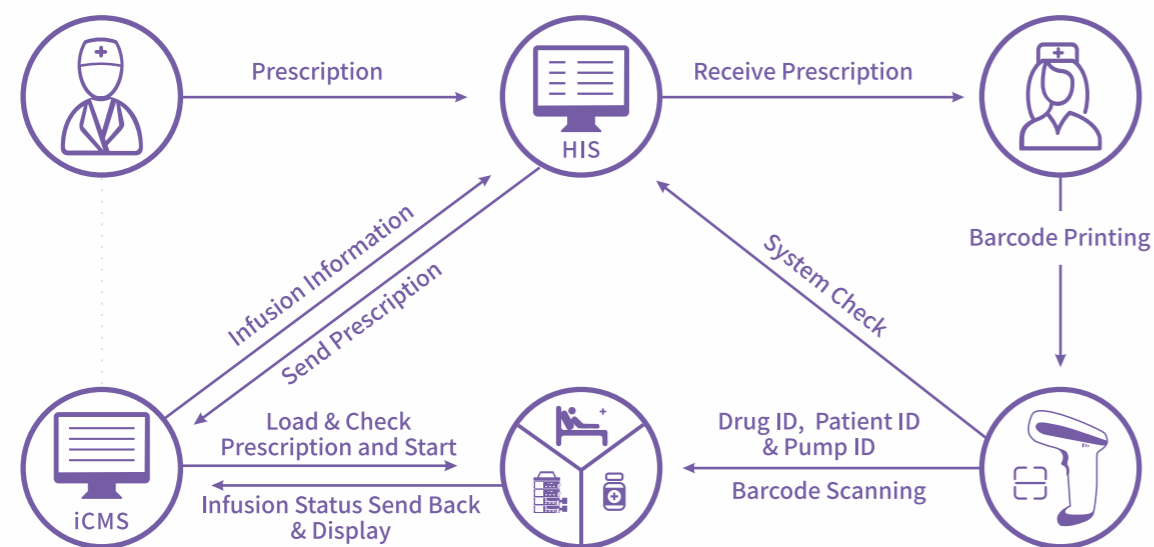 Prescription
Receive Prescription
HIS
Barcode Printing
Infusion Information
Send Prescription
System Check
Load & Check
Prescription and Start
Drug ID, Patient ID
& Pump ID
Barcode Scanning
Infusion Status Send Back
& Display
iCMS